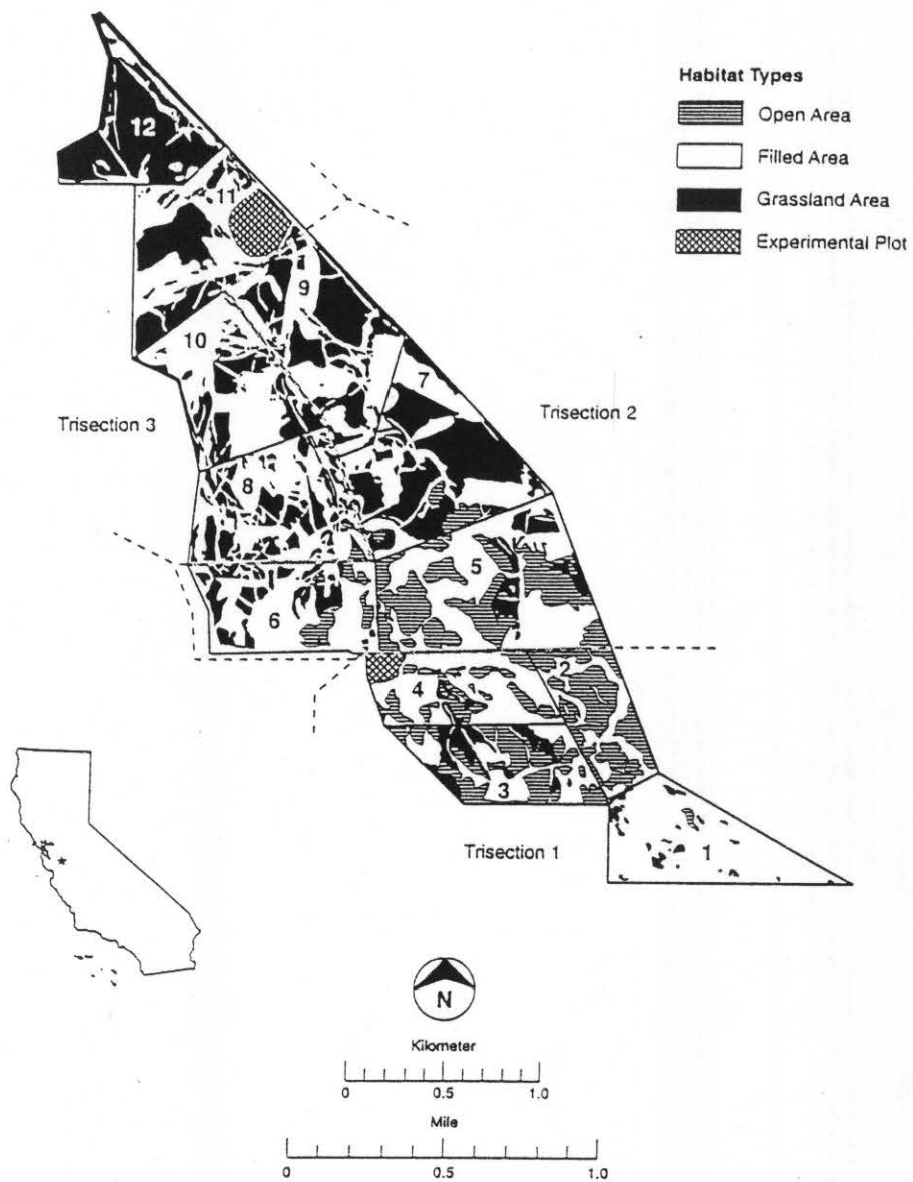 Habitat Types
Open Area
Filled Area
Grassland Area
Experimental Plot
12
11
9
10
7
Trisection 3
Trisection 2
8
5
6
2
4
3
Trisection 1
1
N
Kilometer
0 0.5 1.0
Mile
0 0.5 1.0